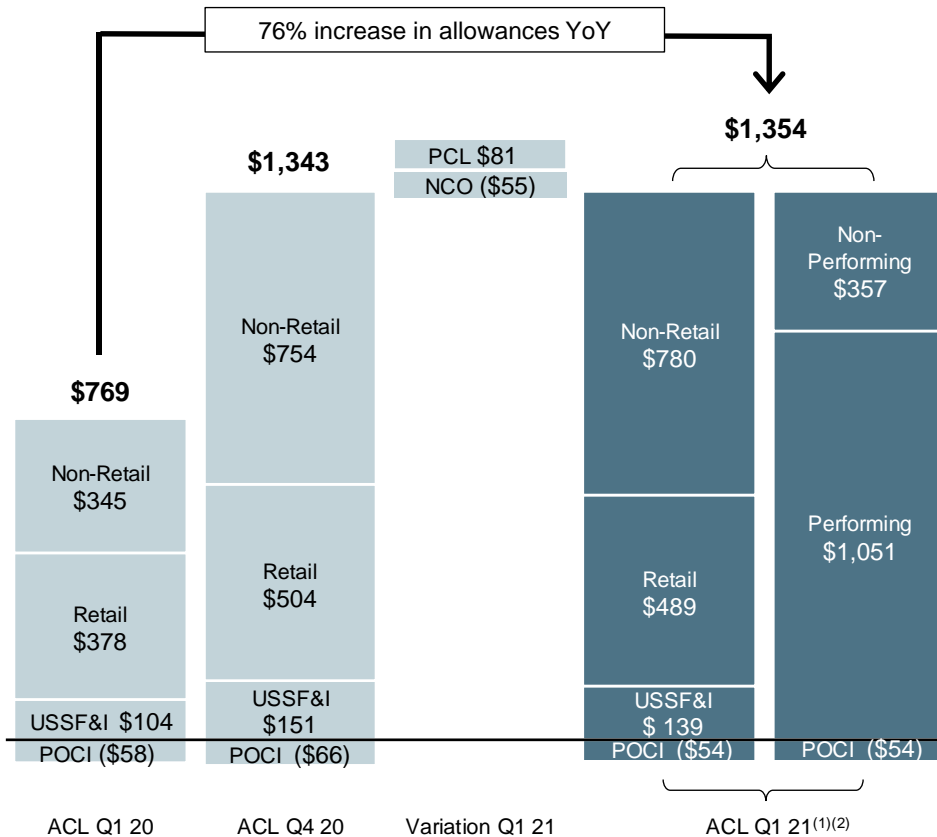 76% increase in allowances YoY
$769
Non-Retail
$345
Retail
$378
USSF&I $104
POCI ($58)
ACL Q1 20
$1,343
Non-Retail
$754
Retail
$504
USSF&I
$151
POCI ($66)
ACL Q4 20
PCL $81
NCO ($55)
Variation Q1 21
$1,354
Non-Retail
$780
Retail
$489
USSF&I
$ 139
POCI ($54)
Non-
Performing
$357
Performing
$1,051
POCI ($54)
ACL Q1 21(1)(2)